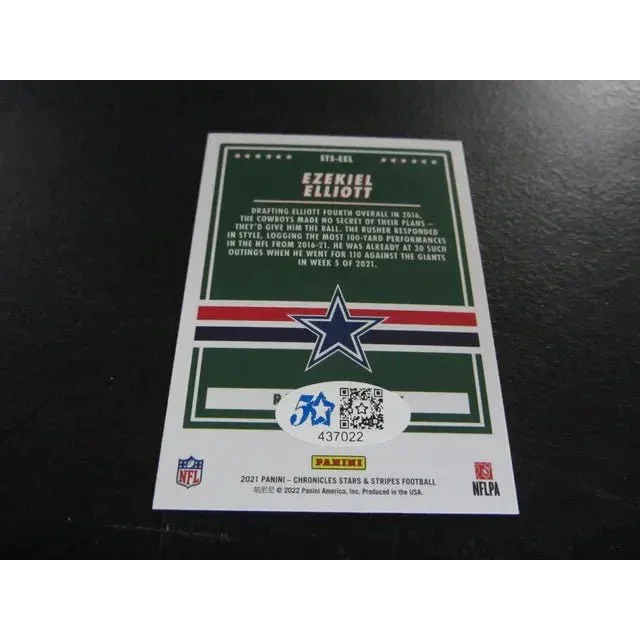 STS-EEL
EZEKIEL
ELLIOTT
DRAFTING ELLIOTT FOURTH OVERALL IN 2016,
THE COWBOYS MADE NO SECRET OF THEIR PLANS –
THEY'D GIVE HIM THE BALL. THE RUSHER RESPONDED
IN STYLE, LOGGING THE MOST 100-YARD PERFORMANCES
IN THE NFL FROM 2016-21. HE WAS ALREADY AT 30 SUCH
OUTINGS WHEN HE WENT FOR 110 AGAINST THE GIANTS
IN WEEK 5 OF 2021.
50
437022
PANINI
NFL
2021 PANINI – CHRONICLES STARS & STRIPES FOOTBALL
帕尼尼 © 2022 Panini America, Inc. Produced in the USA.
NFLPA